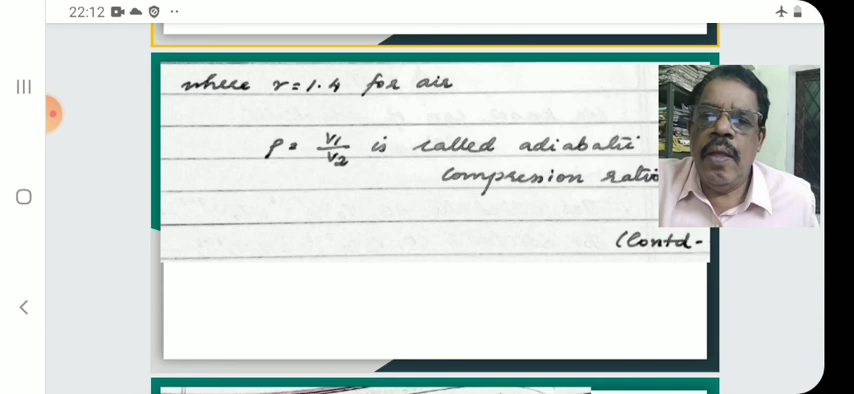 22:12
where r=1.4 for air
ρ = V1/V2 is called adiabatic
compression ratio
(Contd-